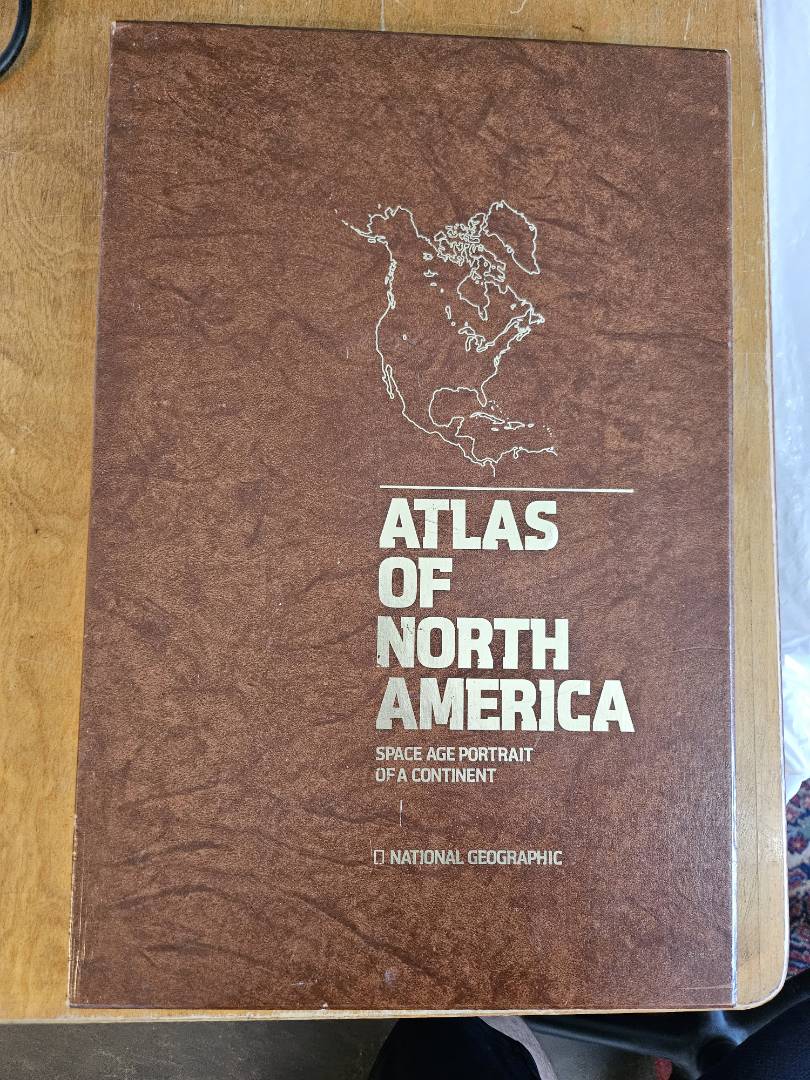 ATLAS
OF
NORTH
AMERICA
SPACE AGE PORTRAIT
OF A CONTINENT
NATIONAL GEOGRAPHIC